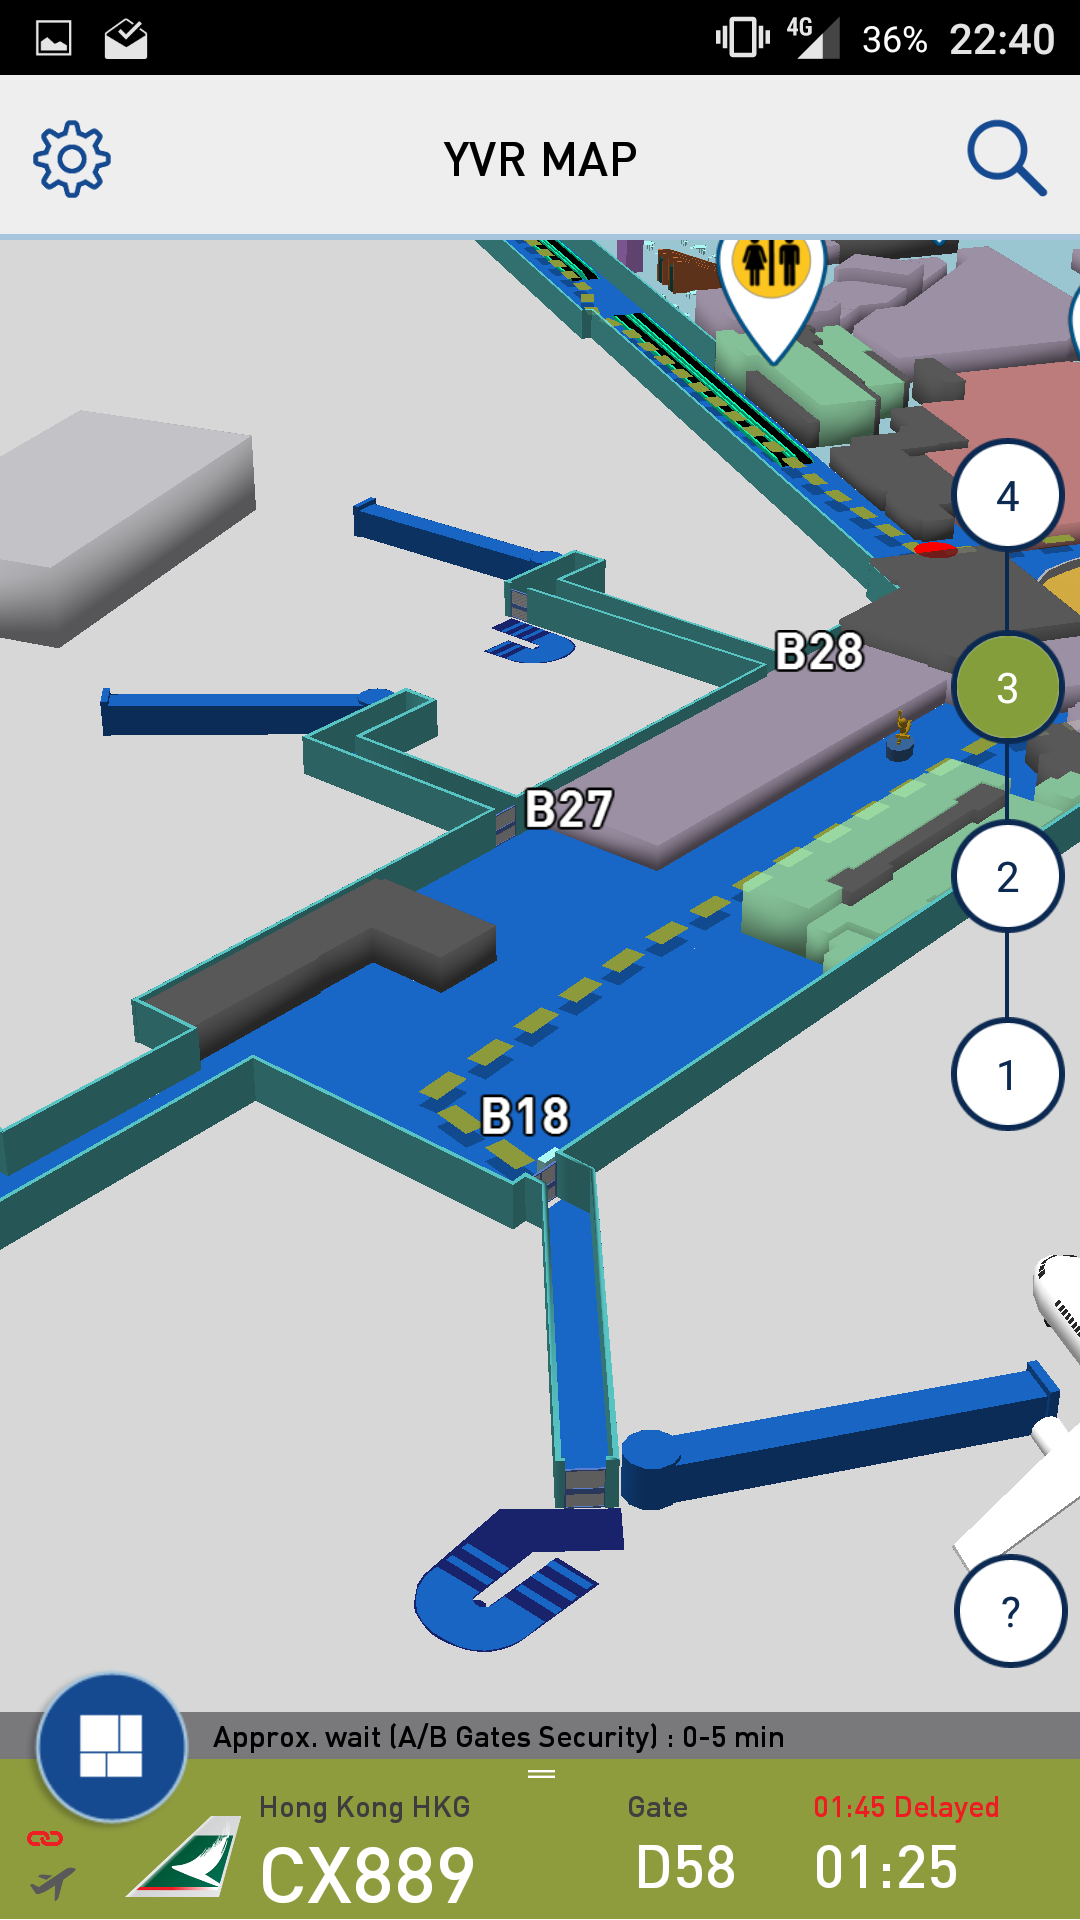 4G 36% 22:40
YVR MAP
4
B28
3
B27
2
1
B18
?
Approx. wait (A/B Gates Security) : 0-5 min
Hong Kong HKG Gate 01:45 Delayed
CX889 D58 01:25